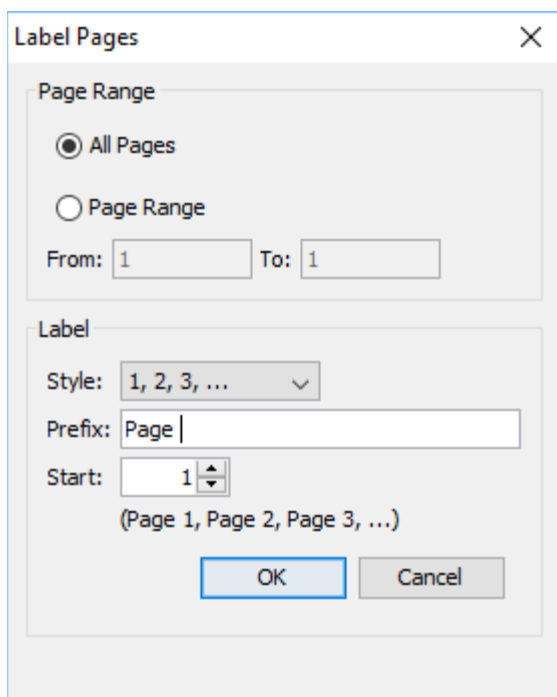 Label Pages
Page Range
All Pages
Page Range
From: 1 To: 1
Label
Style: 1, 2, 3, ...
Prefix: Page
Start: 1
(Page 1, Page 2, Page 3, ...)
OK Cancel